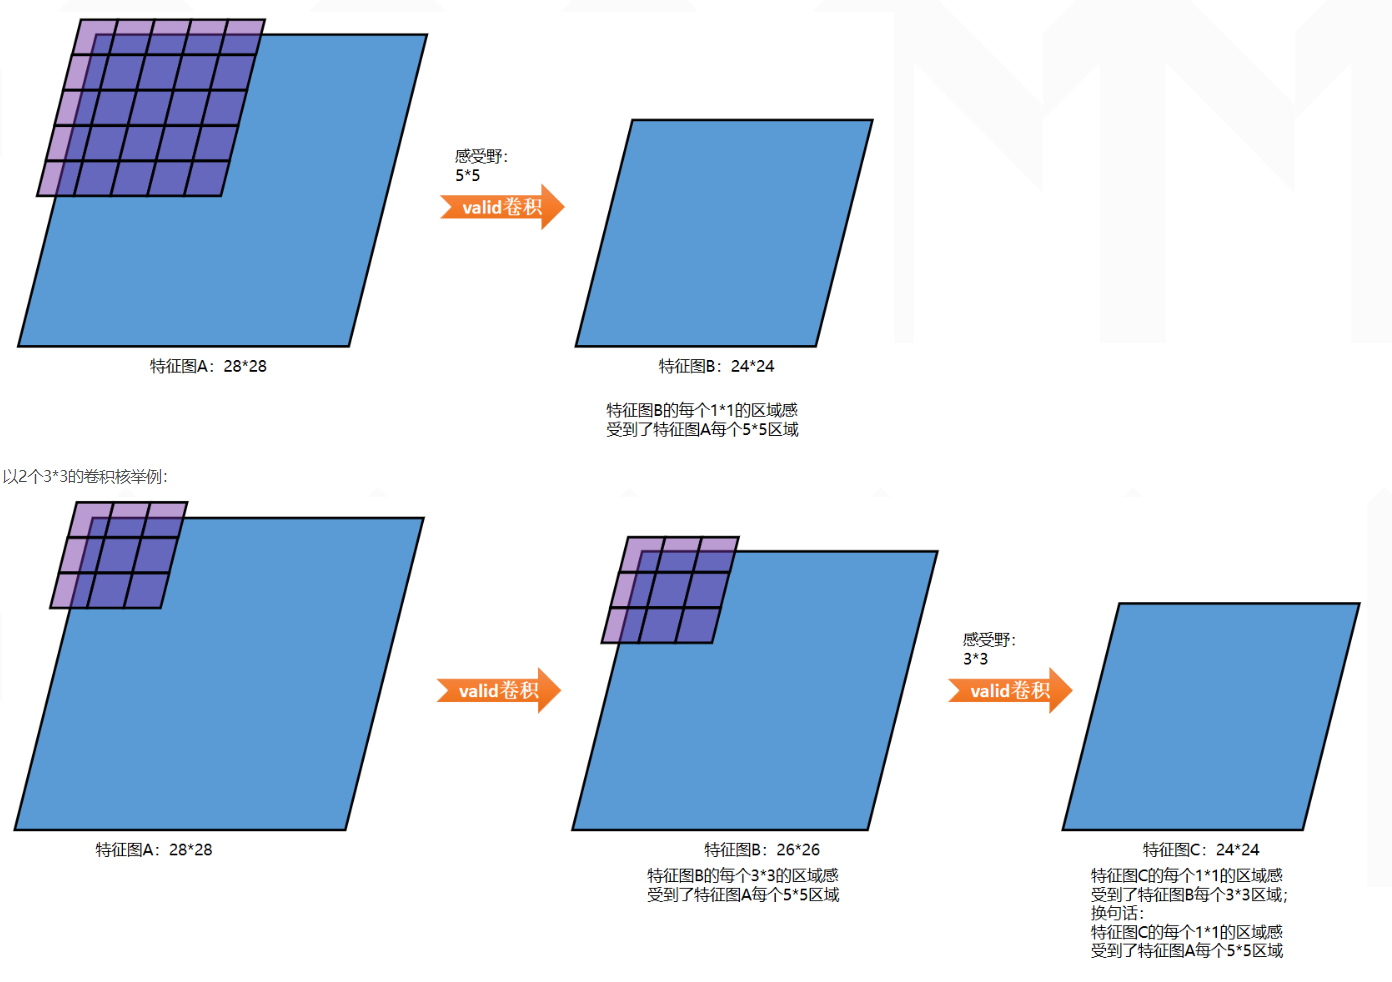 感受野：
5*5
valid卷积
特征图A：28*28
特征图B：24*24
特征图B的每个1*1的区域感
受到了特征图A每个5*5区域
以2个3*3的卷积核举例：
valid卷积
感受野：
3*3
valid卷积
特征图A：28*28
特征图B：26*26
特征图B的每个3*3的区域感
受到了特征图A每个5*5区域
特征图C：24*24
特征图C的每个1*1的区域感
受到了特征图B每个3*3区域；
换句话：
特征图C的每个1*1的区域感
受到了特征图A每个5*5区域